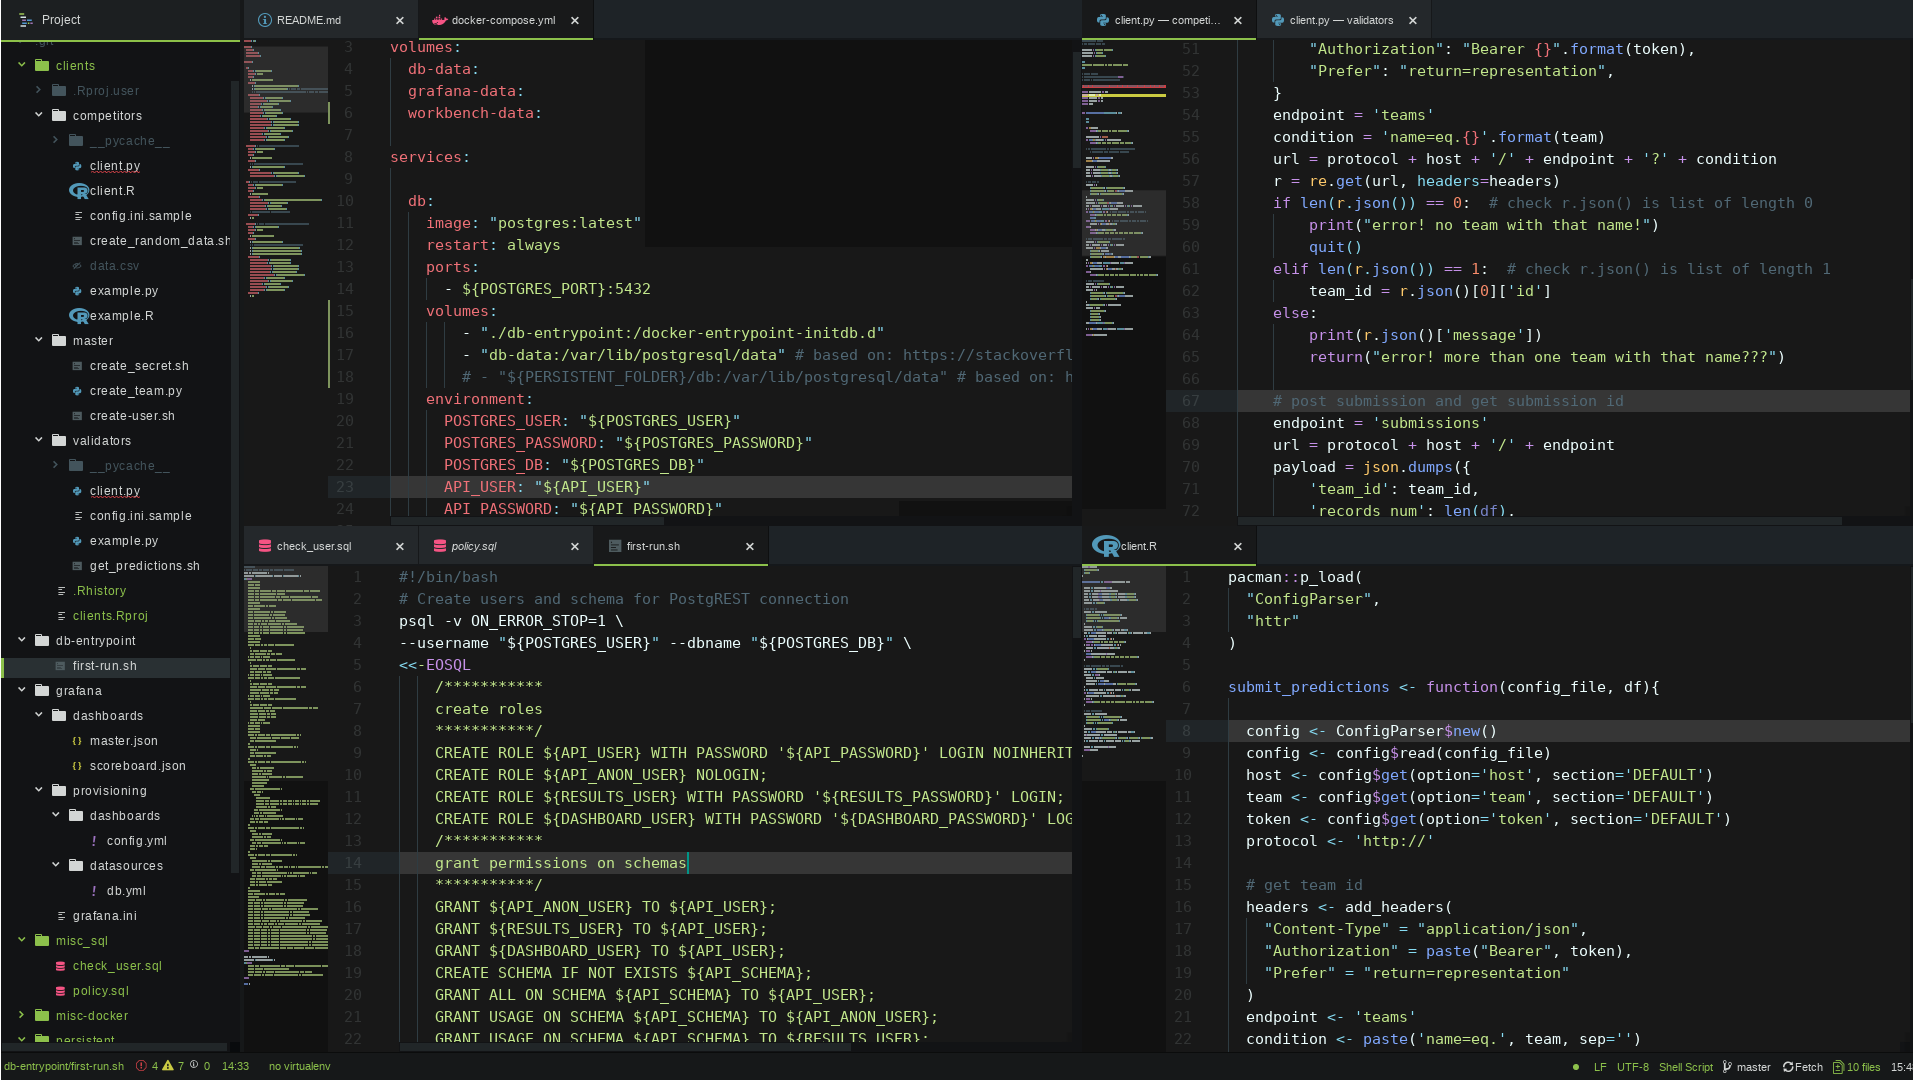 Project
.git
clients
.Rproj.user
competitors
__pycache__
client.py
client.R
config.ini.sample
create_random_data.sh
data.csv
example.py
example.R
master
create_secret.sh
create_team.py
create-user.sh
validators
__pycache__
client.py
config.ini.sample
example.py
get_predictions.sh
.Rhistory
clients.Rproj
db-entrypoint
first-run.sh
grafana
dashboards
master.json
scoreboard.json
provisioning
dashboards
config.yml
datasources
db.yml
grafana.ini
misc_sql
check_user.sql
policy.sql
misc-docker
persistent
README.md
docker-compose.yml
3 volumes:
4 db-data:
5 grafana-data:
6 workbench-data:
7
8 services:
9
10 db:
11 image: "postgres:latest"
12 restart: always
13 ports:
14 - ${POSTGRES_PORT}:5432
15 volumes:
16 - "./db-entrypoint:/docker-entrypoint-initdb.d"
17 - "db-data:/var/lib/postgresql/data" # based on: https://stackoverfl
18 # - "${PERSISTENT_FOLDER}/db:/var/lib/postgresql/data" # based on: h
19 environment:
20 POSTGRES_USER: "${POSTGRES_USER}"
21 POSTGRES_PASSWORD: "${POSTGRES_PASSWORD}"
22 POSTGRES_DB: "${POSTGRES_DB}"
23 API_USER: "${API_USER}"
24 API_PASSWORD: "${API_PASSWORD}"
client.py — competi...
client.py — validators
51 "Authorization": "Bearer {}".format(token),
52 "Prefer": "return=representation",
53 }
54 endpoint = 'teams'
55 condition = 'name=eq.{}'.format(team)
56 url = protocol + host + '/' + endpoint + '?' + condition
57 r = re.get(url, headers=headers)
58 if len(r.json()) == 0:  # check r.json() is list of length 0
59 print("error! no team with that name!")
60 quit()
61 elif len(r.json()) == 1:  # check r.json() is list of length 1
62 team_id = r.json()[0]['id']
63 else:
64 print(r.json()['message'])
65 return("error! more than one team with that name???")
66
67 # post submission and get submission id
68 endpoint = 'submissions'
69 url = protocol + host + '/' + endpoint
70 payload = json.dumps({
71 'team_id': team_id,
72 'records_num': len(df),
check_user.sql
policy.sql
first-run.sh
1 #!/bin/bash
2 # Create users and schema for PostgREST connection
3 psql -v ON_ERROR_STOP=1 \
4 --username "${POSTGRES_USER}" --dbname "${POSTGRES_DB}" \
5 <<-EOSQL
6 /***********
7 create roles
8 ***********/
9 CREATE ROLE ${API_USER} WITH PASSWORD '${API_PASSWORD}' LOGIN NOINHERIT
10 CREATE ROLE ${API_ANON_USER} NOLOGIN;
11 CREATE ROLE ${RESULTS_USER} WITH PASSWORD '${RESULTS_PASSWORD}' LOGIN;
12 CREATE ROLE ${DASHBOARD_USER} WITH PASSWORD '${DASHBOARD_PASSWORD}' LOG
13 /***********
14 grant permissions on schemas
15 ***********/
16 GRANT ${API_ANON_USER} TO ${API_USER};
17 GRANT ${RESULTS_USER} TO ${API_USER};
18 GRANT ${DASHBOARD_USER} TO ${API_USER};
19 CREATE SCHEMA IF NOT EXISTS ${API_SCHEMA};
20 GRANT ALL ON SCHEMA ${API_SCHEMA} TO ${API_USER};
21 GRANT USAGE ON SCHEMA ${API_SCHEMA} TO ${API_ANON_USER};
22 GRANT USAGE ON SCHEMA ${API_SCHEMA} TO ${RESULTS_USER};
client.R
1 pacman::p_load(
2 "ConfigParser",
3 "httr"
4 )
5
6 submit_predictions <- function(config_file, df){
7
8 config <- ConfigParser$new()
9 config <- config$read(config_file)
10 host <- config$get(option='host', section='DEFAULT')
11 team <- config$get(option='team', section='DEFAULT')
12 token <- config$get(option='token', section='DEFAULT')
13 protocol <- 'http://'
14
15 # get team id
16 headers <- add_headers(
17 "Content-Type" = "application/json",
18 "Authorization" = paste("Bearer", token),
19 "Prefer" = "return=representation"
20 )
21 endpoint <- 'teams'
22 condition <- paste('name=eq.', team, sep='')
db-entrypoint/first-run.sh 4 7 0 14:33 no virtualenv
LF UTF-8 Shell Script master Fetch 10 files 15:4